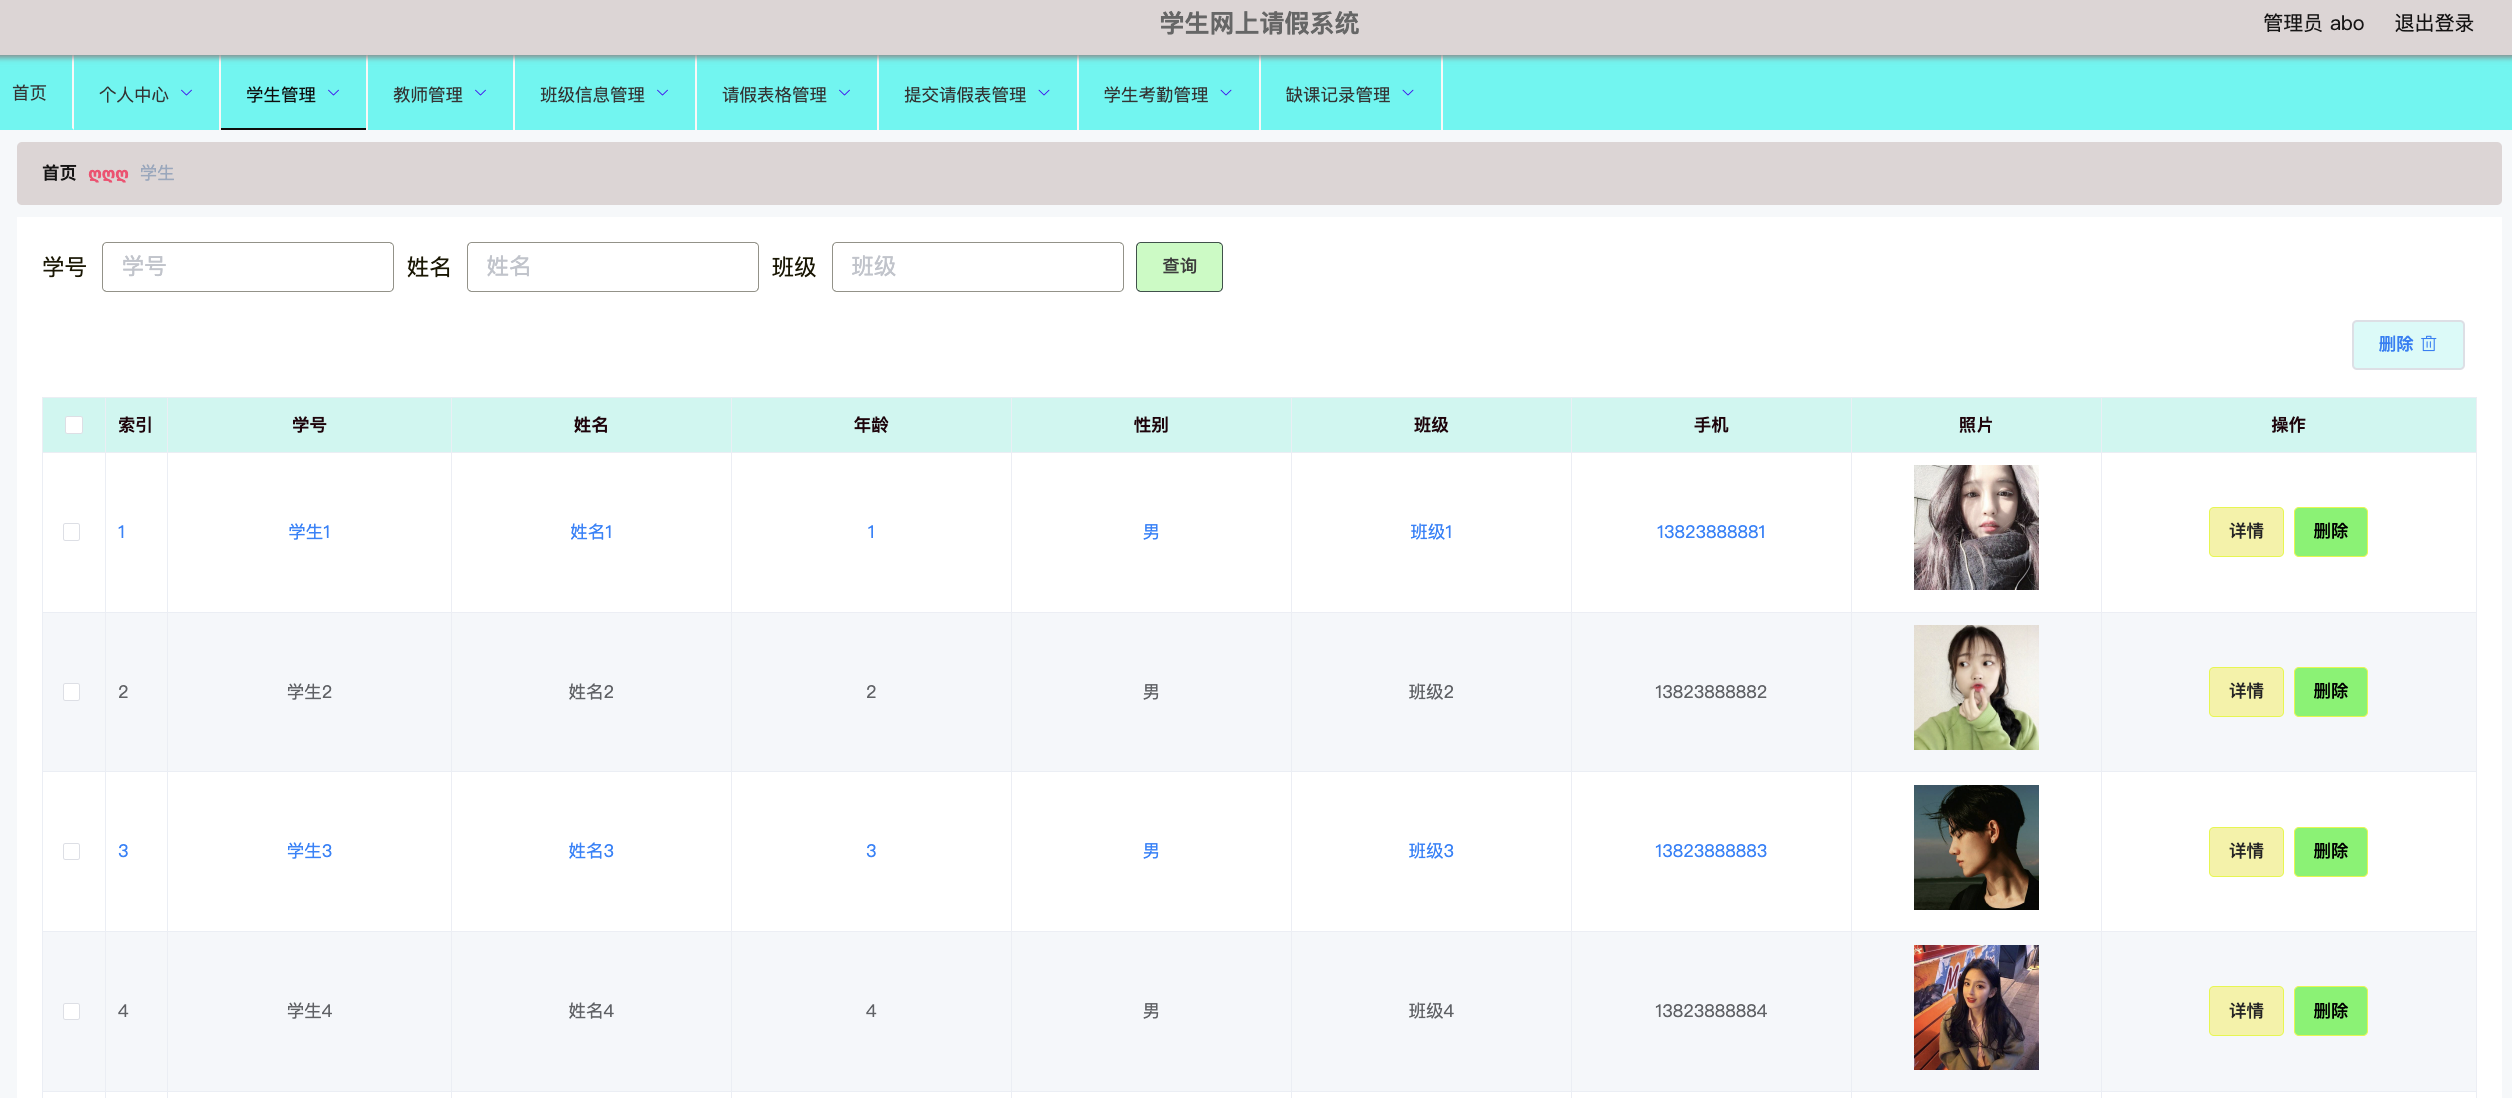 学生网上请假系统 管理员 abo 退出登录
首页 个人中心 学生管理 教师管理 班级信息管理 请假表格管理 提交请假表管理 学生考勤管理 缺课记录管理
首页 ღღღ 学生
学号 学号 姓名 姓名 班级 班级 查询
删除
索引 学号 姓名 年龄 性别 班级 手机 照片 操作
1 学生1 姓名1 1 男 班级1 13823888881 详情 删除
2 学生2 姓名2 2 男 班级2 13823888882 详情 删除
3 学生3 姓名3 3 男 班级3 13823888883 详情 删除
4 学生4 姓名4 4 男 班级4 13823888884 详情 删除